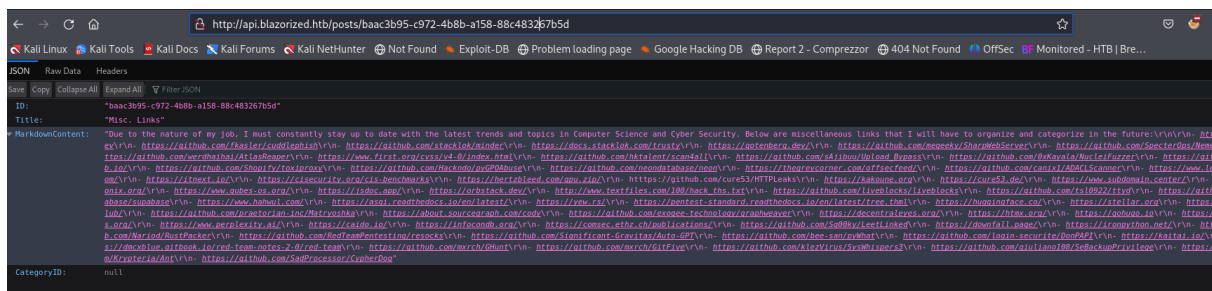 http://api.blazorized.htb/posts/baac3b95-c972-4b8b-a158-88c483267b5d
Kali Linux Kali Tools Kali Docs Kali Forums Kali NetHunter Not Found Exploit-DB Problem loading page Google Hacking DB Report 2 - Comprezzor 404 Not Found OffSec BF Monitored - HTB | Bre…
JSON Raw Data Headers
Save Copy Collapse All Expand All Filter JSON
ID: "baac3b95-c972-4b8b-a158-88c483267b5d"
Title: "Misc. Links"
MarkdownContent: "Due to the nature of my job, I must constantly stay up to date with the latest trends and topics in Computer Science and Cyber Security. Below are miscellaneous links that I will have to organize and categorize in the future:\r\n\r\n- htt
ey\r\n- https://github.com/fkasler/cuddlephish\r\n- https://github.com/stacklok/minder\r\n- https://docs.stacklok.com/trusty\r\n- https://gotenberg.dev/\r\n- https://github.com/megeeky/SharpWebServer\r\n- https://github.com/SpecterOps/Neme
ttps://github.com/werdhaihai/AtlasReaper\r\n- https://www.first.org/cvss/v4-0/index.html\r\n- https://github.com/hktalent/scan4all\r\n- https://github.com/sAjibuu/Upload_Bypass\r\n- https://github.com/0xKayala/NucleiFuzzer\r\n- https://git
b.io/\r\n- https://github.com/Shopify/toxiproxy\r\n- https://github.com/Hackndo/pyGPOAbuse\r\n- https://github.com/neondatabase/neon\r\n- https://thegreycorner.com/offsecfeed/\r\n- https://github.com/canix1/ADACLScanner\r\n- https://www.le
om/\r\n- https://itnext.io/\r\n- https://cisecurity.org/cis-benchmarks\r\n- https://hertzbleed.com/gpu.zip/\r\n- htttps://github.com/cure53/HTTPLeaks\r\n- https://kakoune.org\r\n- https://cure53.de/\r\n- https://www.subdomain.center/\r\n-
onix.org/\r\n- https://www.qubes-os.org/\r\n- https://jsdoc.app/\r\n- https://orbstack.dev/\r\n- http://www.textfiles.com/100/hack_ths.txt\r\n- https://github.com/liveblocks/liveblocks\r\n- https://github.com/tsl0922/ttyd\r\n- https://gith
abase/supabase\r\n- https://www.hahwul.com/\r\n- https://asgi.readthedocs.io/en/latest/\r\n- https://yew.rs/\r\n- https://pentest-standard.readthedocs.io/en/latest/tree.thml\r\n- https://huggingface.co/\r\n- https://stellar.org\r\n- https:
lub/\r\n- https://github.com/praetorian-inc/Matryoshka\r\n- https://about.sourcegraph.com/cody\r\n- https://github.com/exogee-technology/graphweaver\r\n- https://decentraleyes.org/\r\n- https://htmx.org/\r\n- https://gohugo.io\r\n- https:
s.org/\r\n- https://www.perplexity.ai/\r\n- https://caido.io/\r\n- https://infocondb.org/\r\n- https://comsec.ethz.ch/publications/\r\n- https://github.com/Sq00ky/LeetLinked\r\n- https://downfall.page/\r\n- https://ironpython.net/\r\n- ht
b.com/Nariod/RustPacker\r\n- https://github.com/RedTeamPentesting/resocks\r\n- https://github.com/Significant-Gravitas/Auto-GPT\r\n- https://github.com/bee-san/pyWhat\r\n- https://github.com/login-securite/DonPAPI\r\n- https://kaitai.io/\r
s://dmcxblue.gitbook.io/red-team-notes-2-0/red-team\r\n- https://github.com/mxrch/GHunt\r\n- https://github.com/mxrch/GitFive\r\n- https://github.com/klezVirus/SysWhispers3\r\n- https://github.com/giuliano108/SeBackupPrivilege\r\n- https:
m/Krypteria/Ant\r\n- https://github.com/SadProcessor/CypherDog"
CategoryID: null